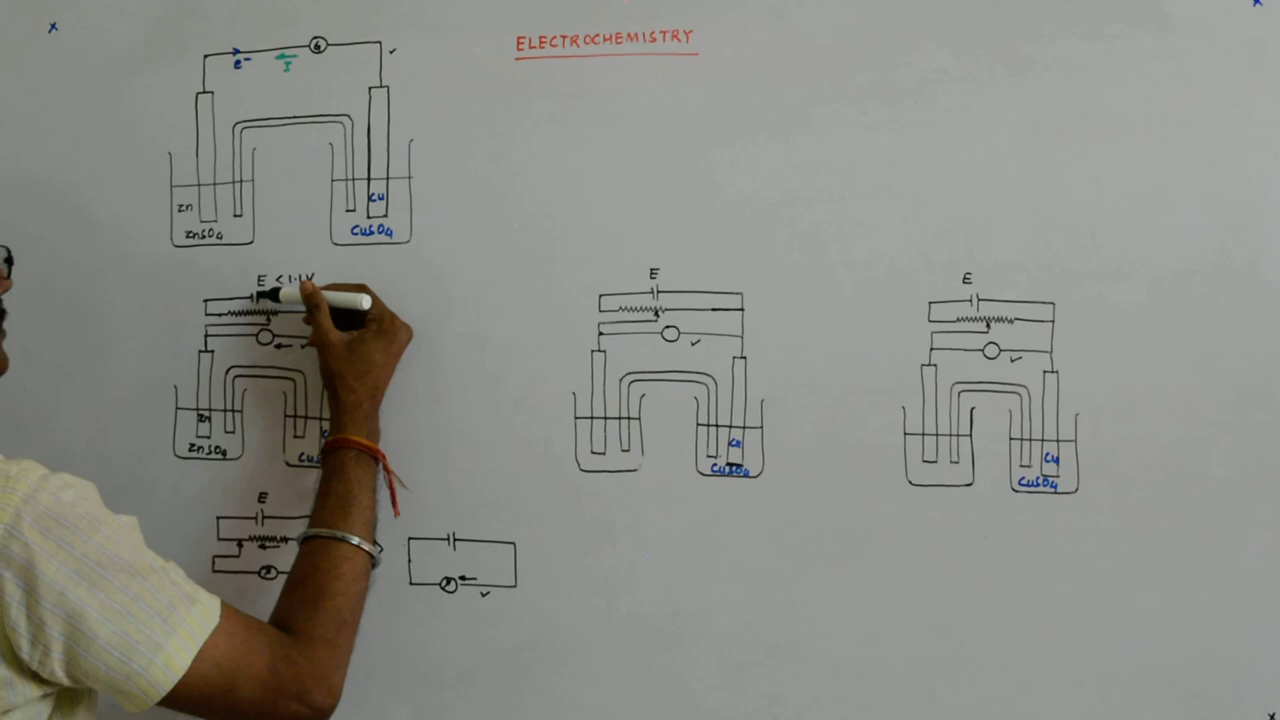 ELECTROCHEMISTRY
G
e⁻
I
Zn
ZnSO4
Cu
CuSO4
E < 1.1V
Zn
ZnSO4
E
Cu
CuSO4
E
Cu
CuSO4
E